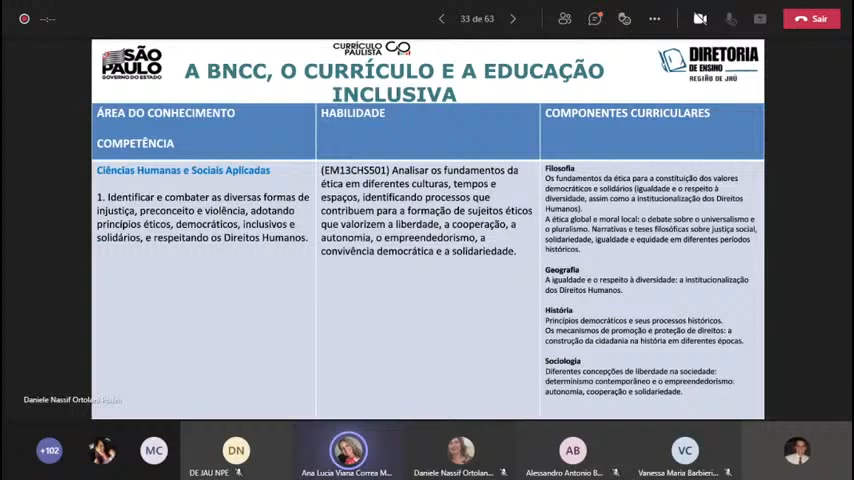 --:--
33 de 63
Sair
SÃO PAULO
GOVERNO DO ESTADO
CURRÍCULO
PAULISTA
DIRETORIA
DE ENSINO
REGIÃO DE JAÚ
A BNCC, O CURRÍCULO E A EDUCAÇÃO
INCLUSIVA
ÁREA DO CONHECIMENTO
COMPETÊNCIA
HABILIDADE
COMPONENTES CURRICULARES
Ciências Humanas e Sociais Aplicadas
1. Identificar e combater as diversas formas de
injustiça, preconceito e violência, adotando
princípios éticos, democráticos, inclusivos e
solidários, e respeitando os Direitos Humanos.
(EM13CHS501) Analisar os fundamentos da
ética em diferentes culturas, tempos e
espaços, identificando processos que
contribuem para a formação de sujeitos éticos
que valorizem a liberdade, a cooperação, a
autonomia, o empreendedorismo, a
convivência democrática e a solidariedade.
Filosofia
Os fundamentos da ética para a constituição dos valores
democráticos e solidários (igualdade e o respeito à
diversidade, assim como a institucionalização dos Direitos
Humanos).
A ética global e moral local: o debate sobre o universalismo e
o pluralismo. Narrativas e teses filosóficas sobre justiça social,
solidariedade, igualdade e equidade em diferentes períodos
históricos.
Geografia
A igualdade e o respeito à diversidade: a institucionalização
dos Direitos Humanos.
História
Princípios democráticos e seus processos históricos.
Os mecanismos de promoção e proteção de direitos: a
construção da cidadania na história em diferentes épocas.
Sociologia
Diferentes concepções de liberdade na sociedade:
determinismo contemporâneo e o empreendedorismo:
autonomia, cooperação e solidariedade.
Daniele Nassif Ortolani
+102
MC
DN
AB
VC
DE JAU NPE
Ana Lucia Viana Correa M...
Daniele Nassif Ortolan...
Alessandro Antonio B...
Vanessa Maria Barbieri...